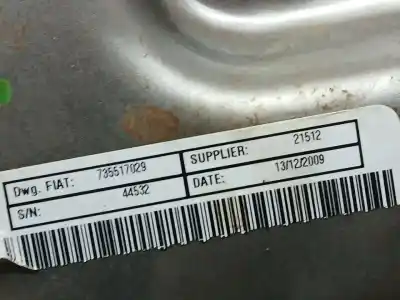 Dwg. FIAT: 735517029
SUPPLIER: 21512
S/N: 44532
DATE: 13/12/2009